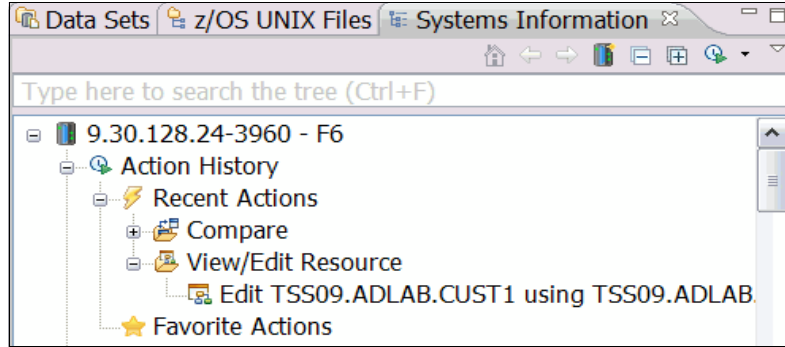 Data Sets z/OS UNIX Files Systems Information
Type here to search the tree (Ctrl+F)
9.30.128.24-3960 - F6
Action History
Recent Actions
Compare
View/Edit Resource
Edit TSS09.ADLAB.CUST1 using TSS09.ADLAB.
Favorite Actions